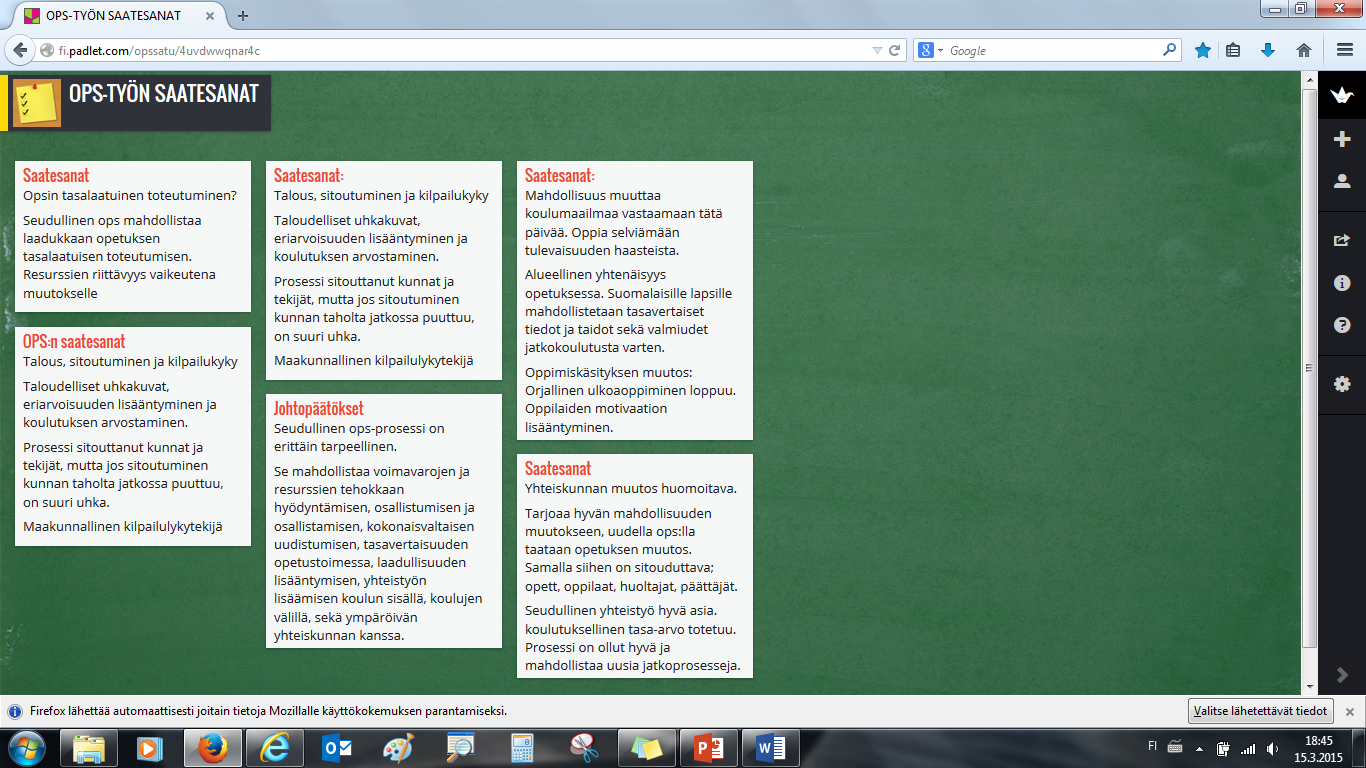 OPS-TYÖN SAATESANAT
fi.padlet.com/opssatu/4uvdwwqnar4c
Google
OPS-TYÖN SAATESANAT
Saatesanat
Opsin tasalaatuinen toteutuminen?
Seudullinen ops mahdollistaa
laadukkaan opetuksen
tasalaatuisen toteutumisen.
Resurssien riittävyys vaikeutena
muutokselle
OPS:n saatesanat
Talous, sitoutuminen ja kilpailukyky
Taloudelliset uhkakuvat,
eriarvoisuuden lisääntyminen ja
koulutuksen arvostaminen.
Prosessi sitouttanut kunnat ja
tekijät, mutta jos sitoutuminen
kunnan taholta jatkossa puuttuu,
on suuri uhka.
Maakunnallinen kilpailulykytekijä
Saatesanat:
Talous, sitoutuminen ja kilpailukyky
Taloudelliset uhkakuvat,
eriarvoisuuden lisääntyminen ja
koulutuksen arvostaminen.
Prosessi sitouttanut kunnat ja
tekijät, mutta jos sitoutuminen
kunnan taholta jatkossa puuttuu,
on suuri uhka.
Maakunnallinen kilpailulykytekijä
Johtopäätökset
Seudullinen ops-prosessi on
erittäin tarpeellinen.
Se mahdollistaa voimavarojen ja
resurssien tehokkaan
hyödyntämisen, osallistumisen ja
osallistamisen, kokonaisvaltaisen
uudistumisen, tasavertaisuuden
opetustoimessa, laadullisuuden
lisääntymisen, yhteistyön
lisäämisen koulun sisällä, koulujen
välillä, sekä ympäröivän
yhteiskunnan kanssa.
Saatesanat:
Mahdollisuus muuttaa
koulumaailmaa vastaamaan tätä
päivää. Oppia selviämään
tulevaisuuden haasteista.
Alueellinen yhtenäisyys
opetuksessa. Suomalaisille lapsille
mahdollistetaan tasavertaiset
tiedot ja taidot sekä valmiudet
jatkokoulutusta varten.
Oppimiskäsityksen muutos:
Orjallinen ulkoaoppiminen loppuu.
Oppilaiden motivaation
lisääntyminen.
Saatesanat
Yhteiskunnan muutos huomoitava.
Tarjoaa hyvän mahdollisuuden
muutokseen, uudella ops:lla
taataan opetuksen muutos.
Samalla siihen on sitouduttava;
opett, oppilaat, huoltajat, päättäjät.
Seudullinen yhteistyö hyvä asia.
koulutuksellinen tasa-arvo totetuu.
Prosessi on ollut hyvä ja
mahdollistaa uusia jatkoprosesseja.
Firefox lähettää automaattisesti joitain tietoja Mozillalle käyttökokemuksen parantamiseksi.
Valitse lähetettävät tiedot
FI
18:45
15.3.2015